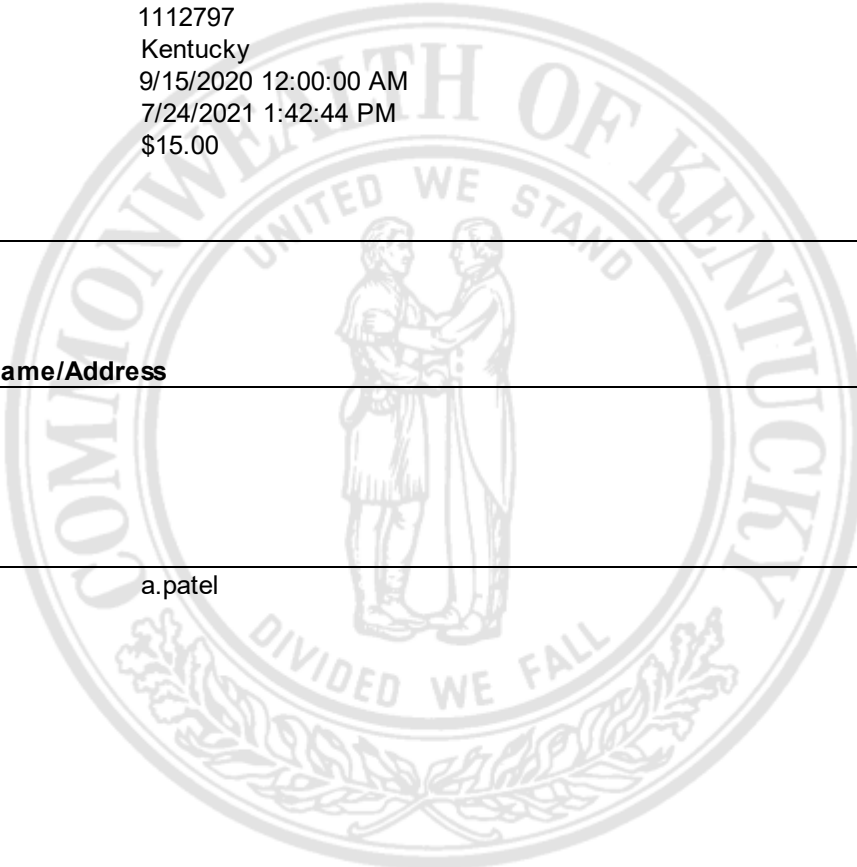 1112797
Kentucky
9/15/2020 12:00:00 AM
7/24/2021 1:42:44 PM
$15.00
COMMONWEALTH OF KENTUCKY
UNITED WE STAND
ame/Address
a.patel
DIVIDED WE FALL